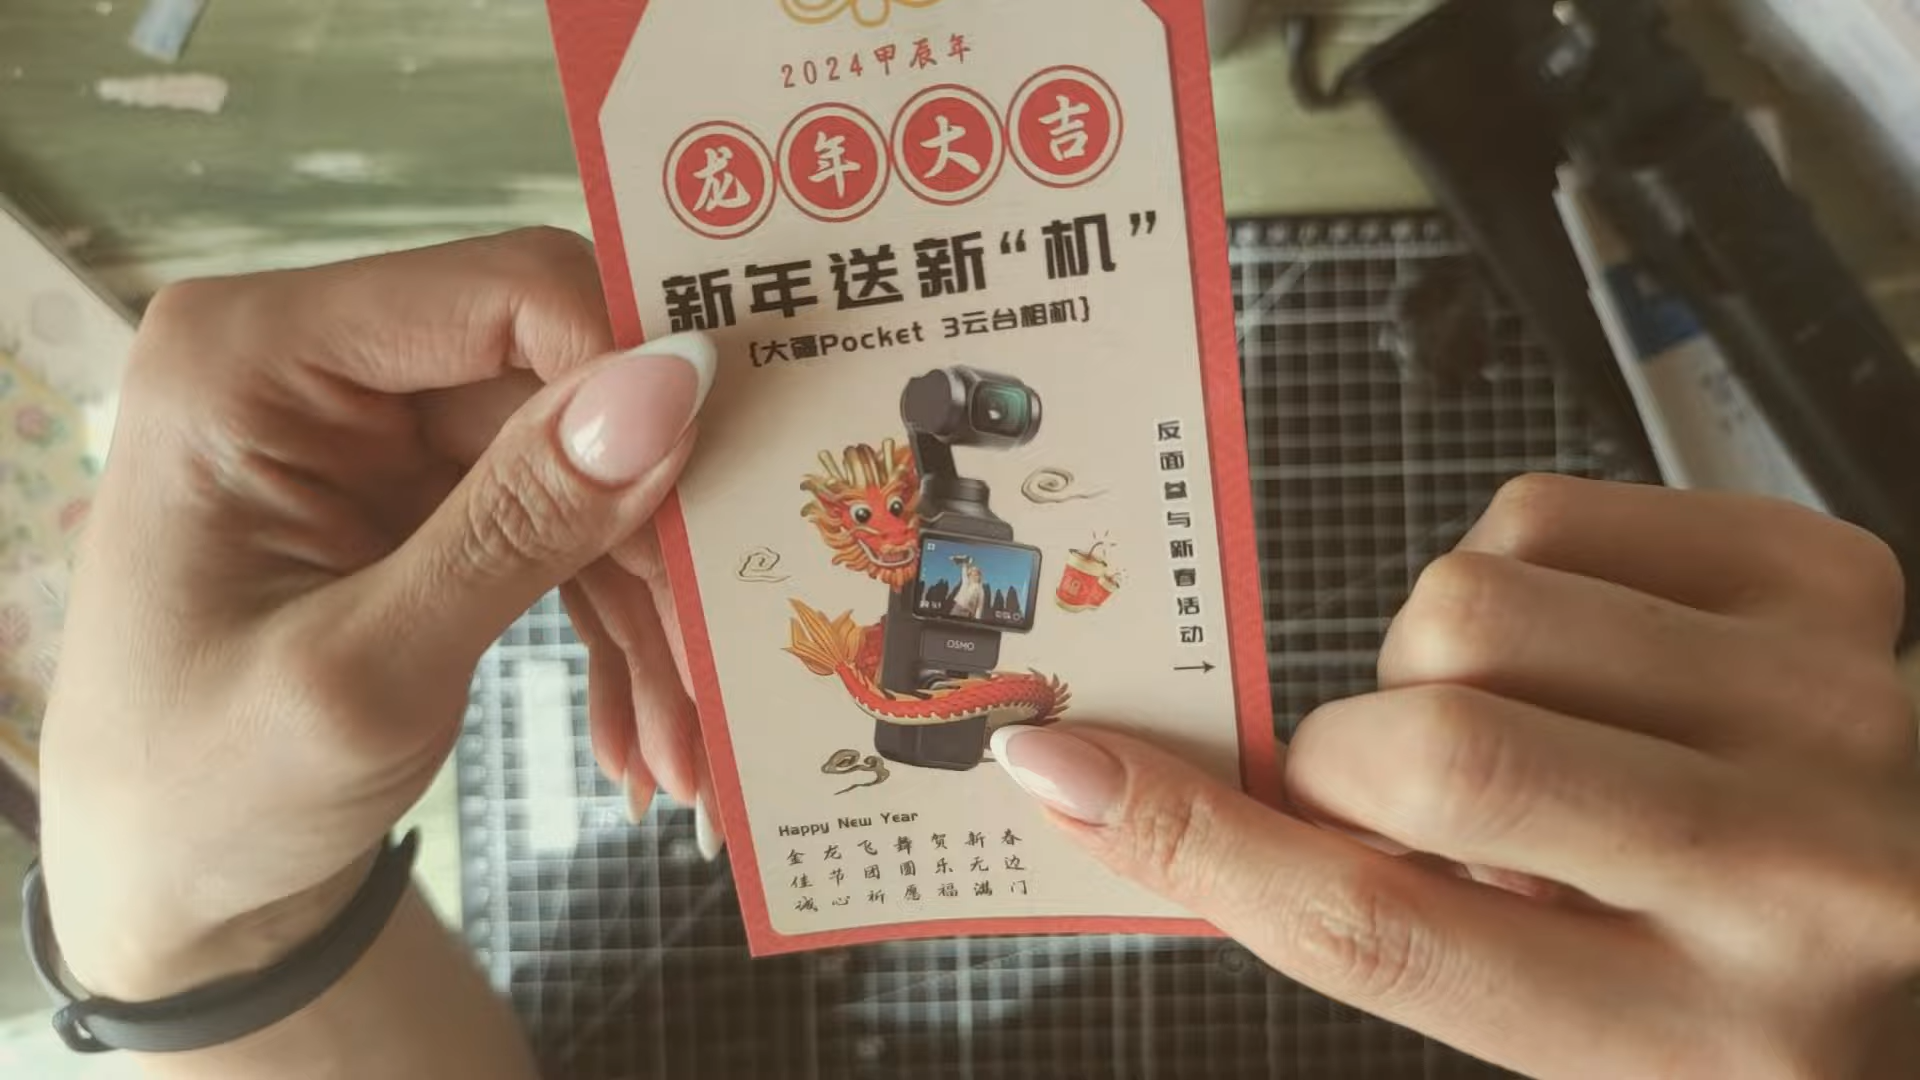 2024甲辰年
龙年大吉
新年送新“机”
{大疆Pocket 3云台相机}
反面参与新春活动
OSMO
Happy New Year
金龙飞舞贺新春
佳节团圆乐无边
诚心祈愿福满门